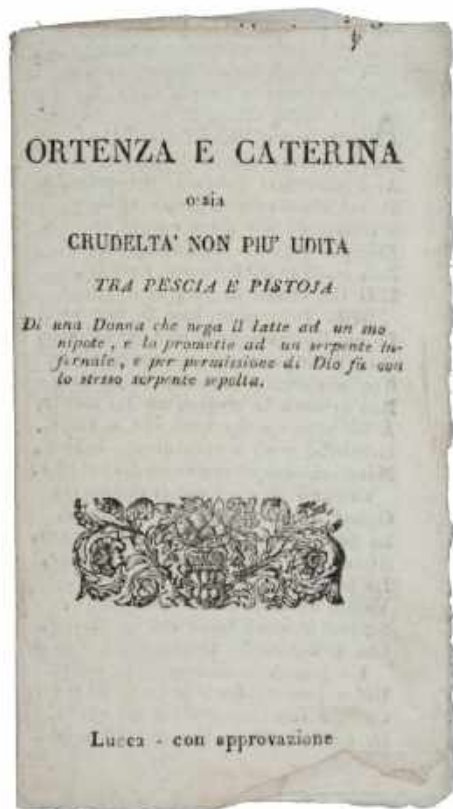 ORTENZA E CATERINA
o sia
CRUDELTA' NON PIU' UDITA
TRA PESCIA E PISTOJA
Di una Donna che nega il latte ad un suo
nipote, e lo promette ad un serpente in-
fernale, e per permissione di Dio fù con
lo stesso serpente sepolta.
Lucca - con approvazione